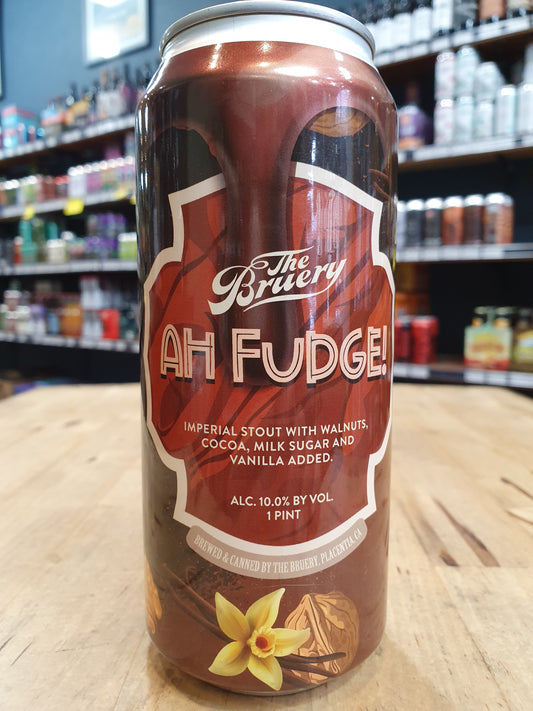 The
Bruery
AH FUDGE!
IMPERIAL STOUT WITH WALNUTS,
COCOA, MILK SUGAR AND
VANILLA ADDED.
ALC. 10.0% BY VOL.
1 PINT
BREWED & CANNED BY THE BRUERY, PLACENTIA, CA